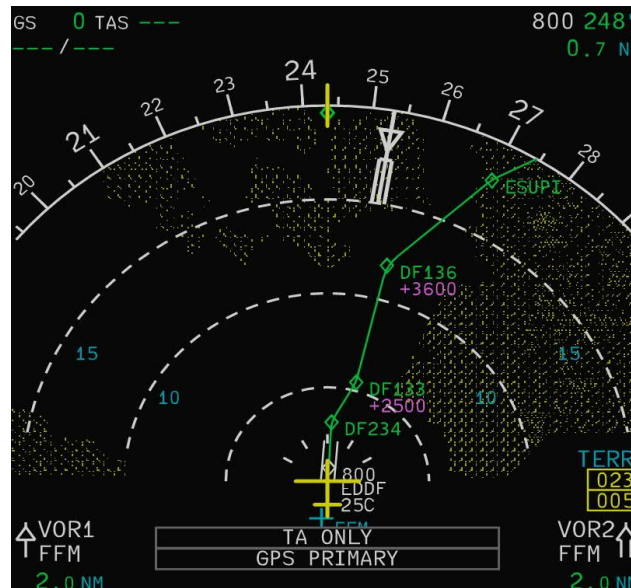 GS 0 TAS ---
800 248°
---/---
0.7 N
24
25
23
26
22
27
21
28
20
ESUPI
DF136
+3600
15
15
DF133
+2500
10
10
DF234
800
EDDF
25C
TERR
023
005
FFM
VOR1
FFM
TA ONLY
GPS PRIMARY
VOR2
FFM
2.0 NM
2.0 NM